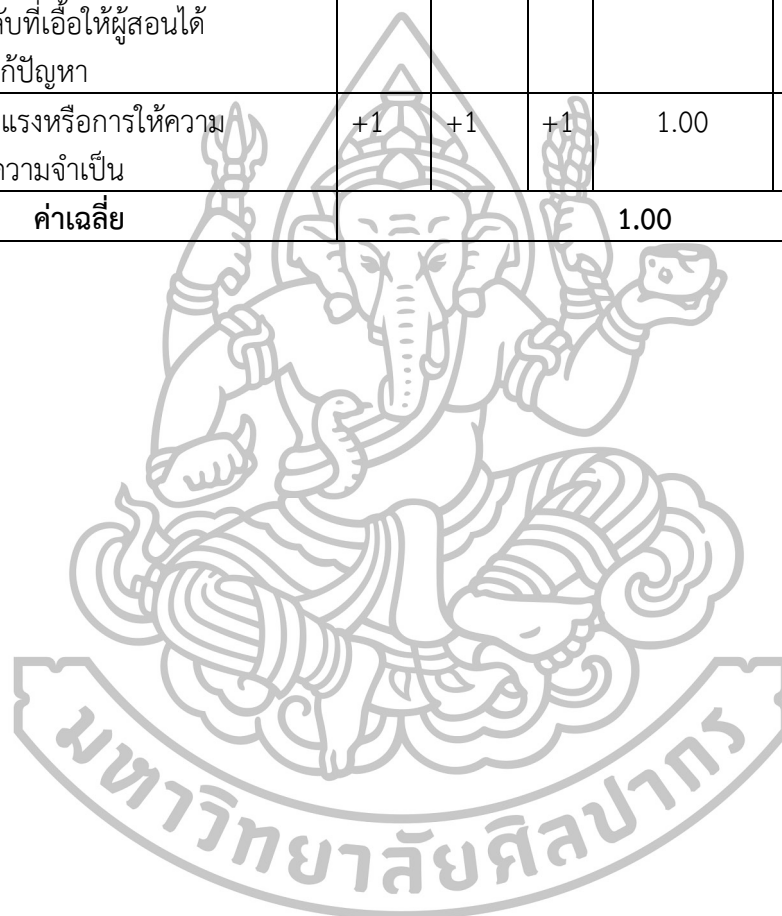 ับที่เอื้อให้ผู้สอนได้
ก้ปัญหา
แรงหรือการให้ความ +1 +1 +1 1.00
ความจำเป็น
ค่าเฉลี่ย 1.00
มหาวิทยาลัยศิลปากร